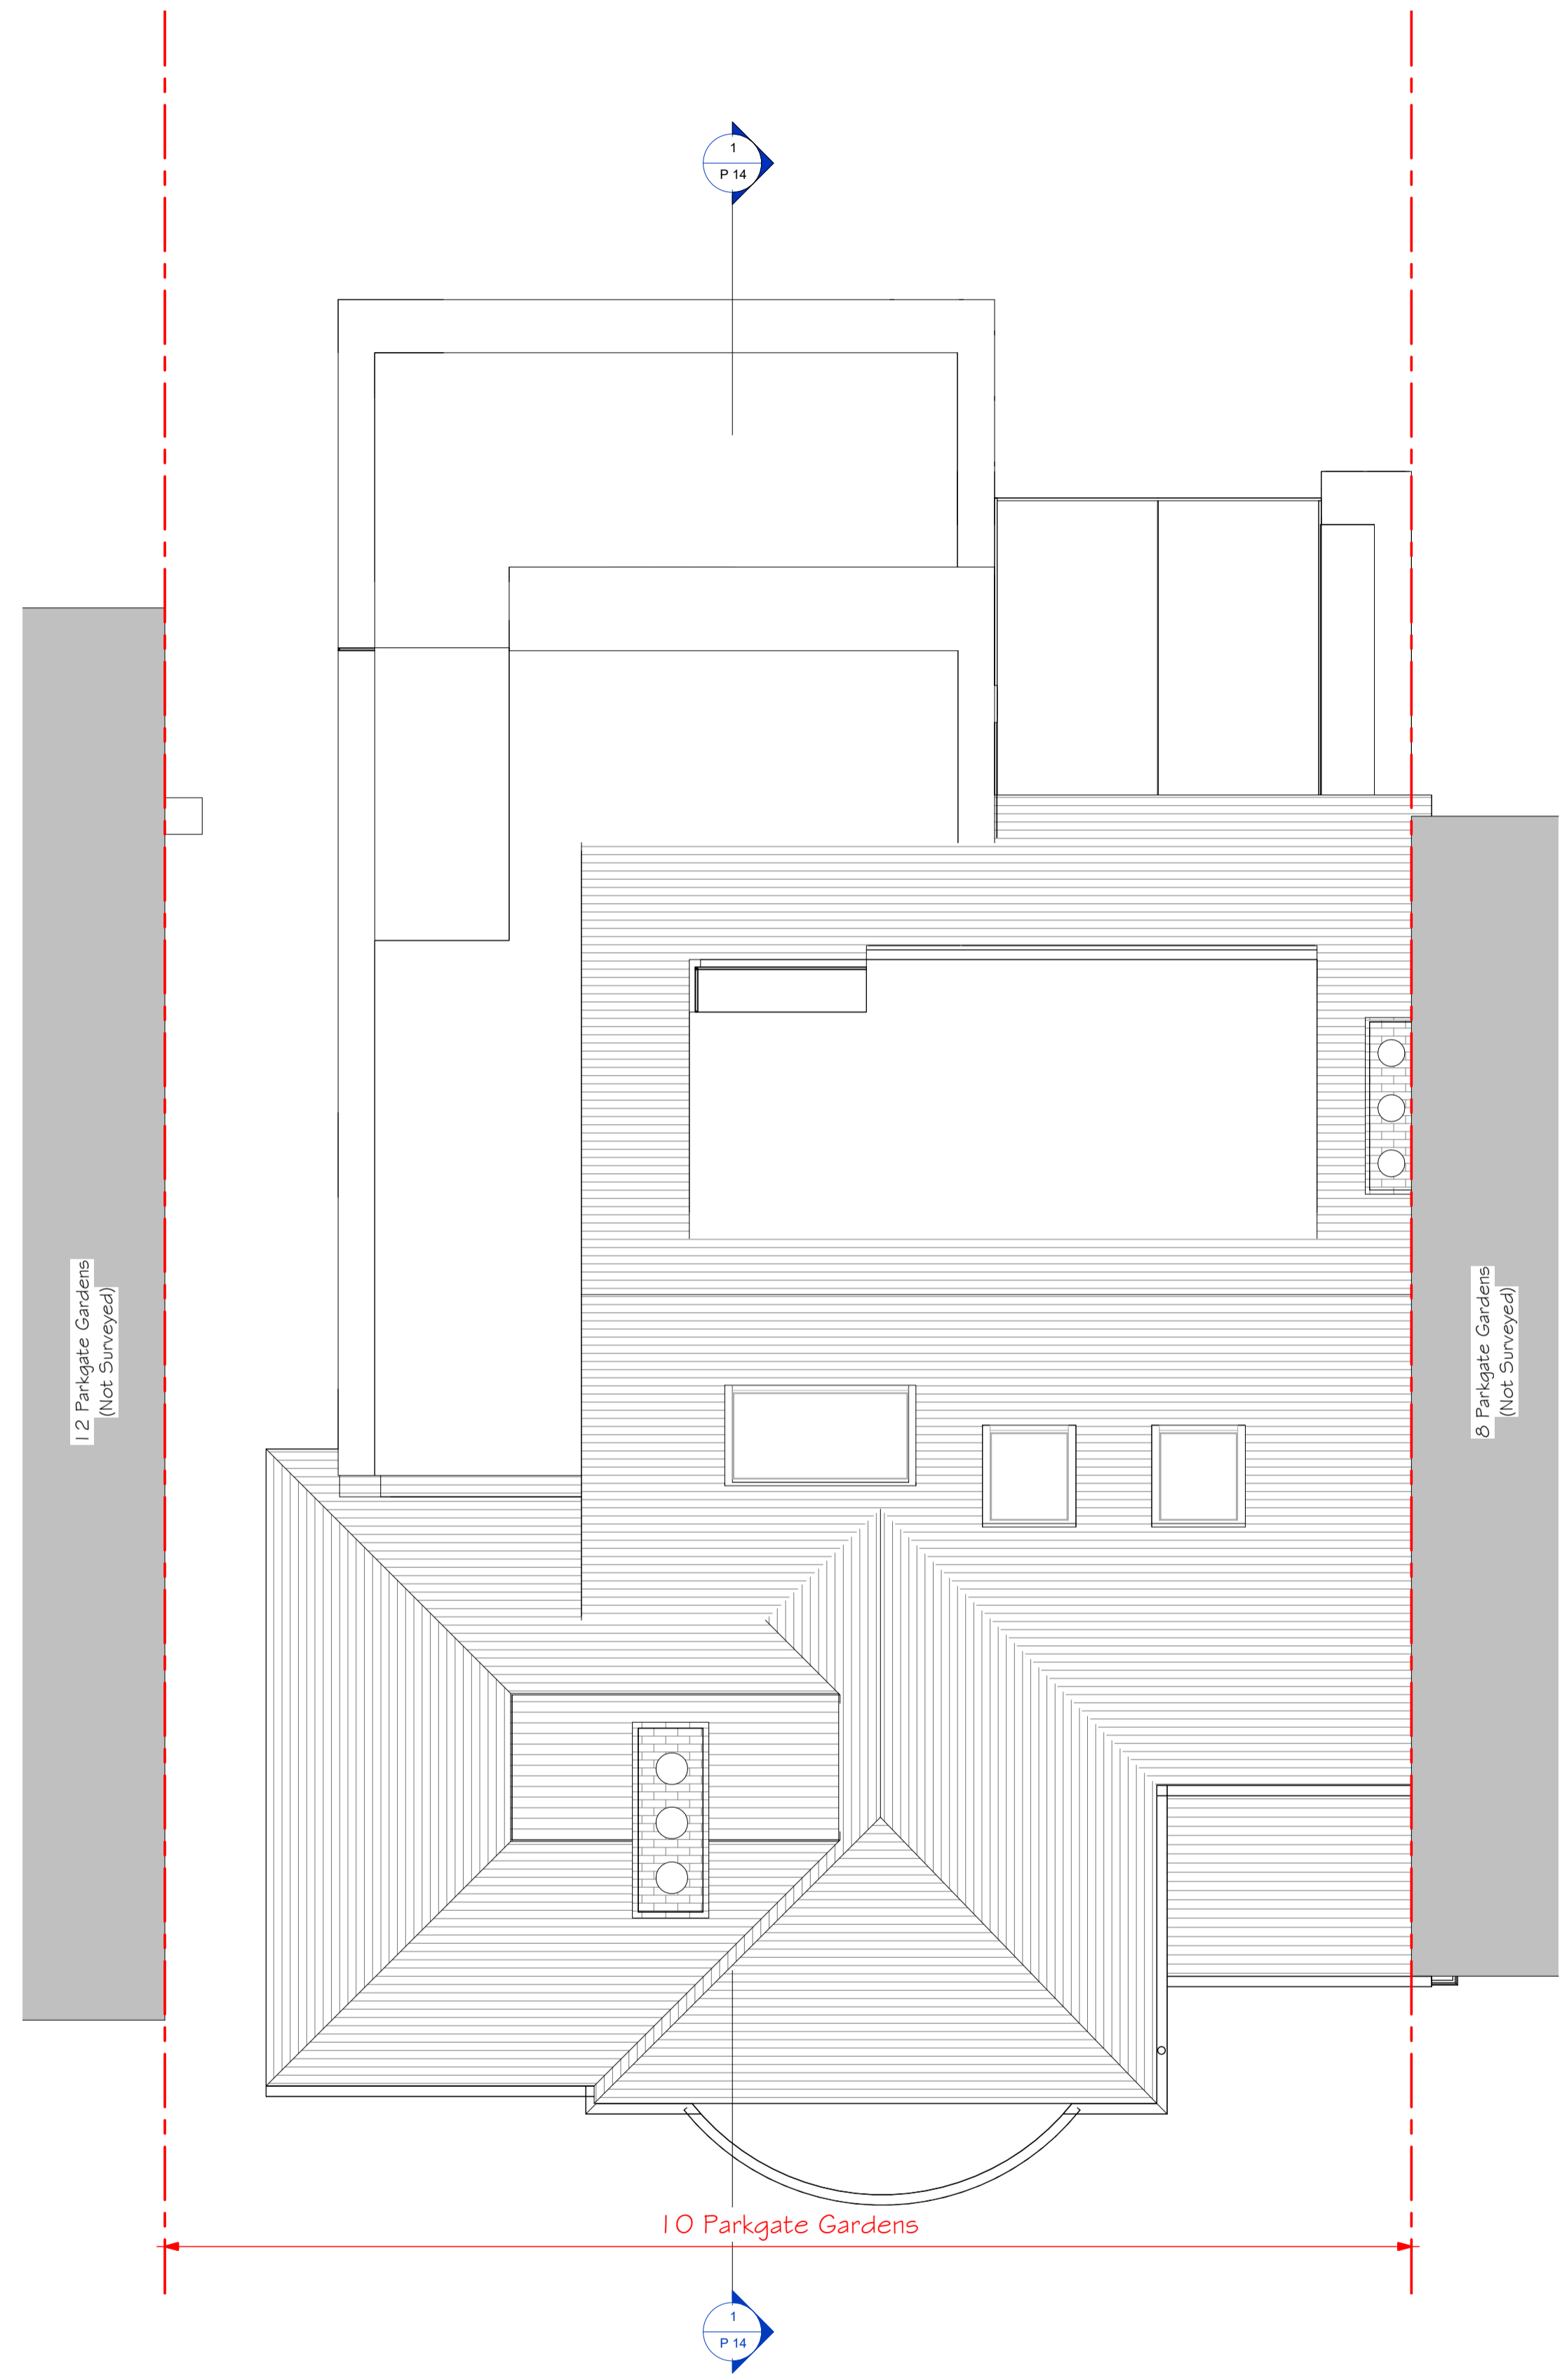 1
P 14
12 Parkgate Gardens
(Not Surveyed)
8 Parkgate Gardens
(Not Surveyed)
10 Parkgate Gardens
1
P 14